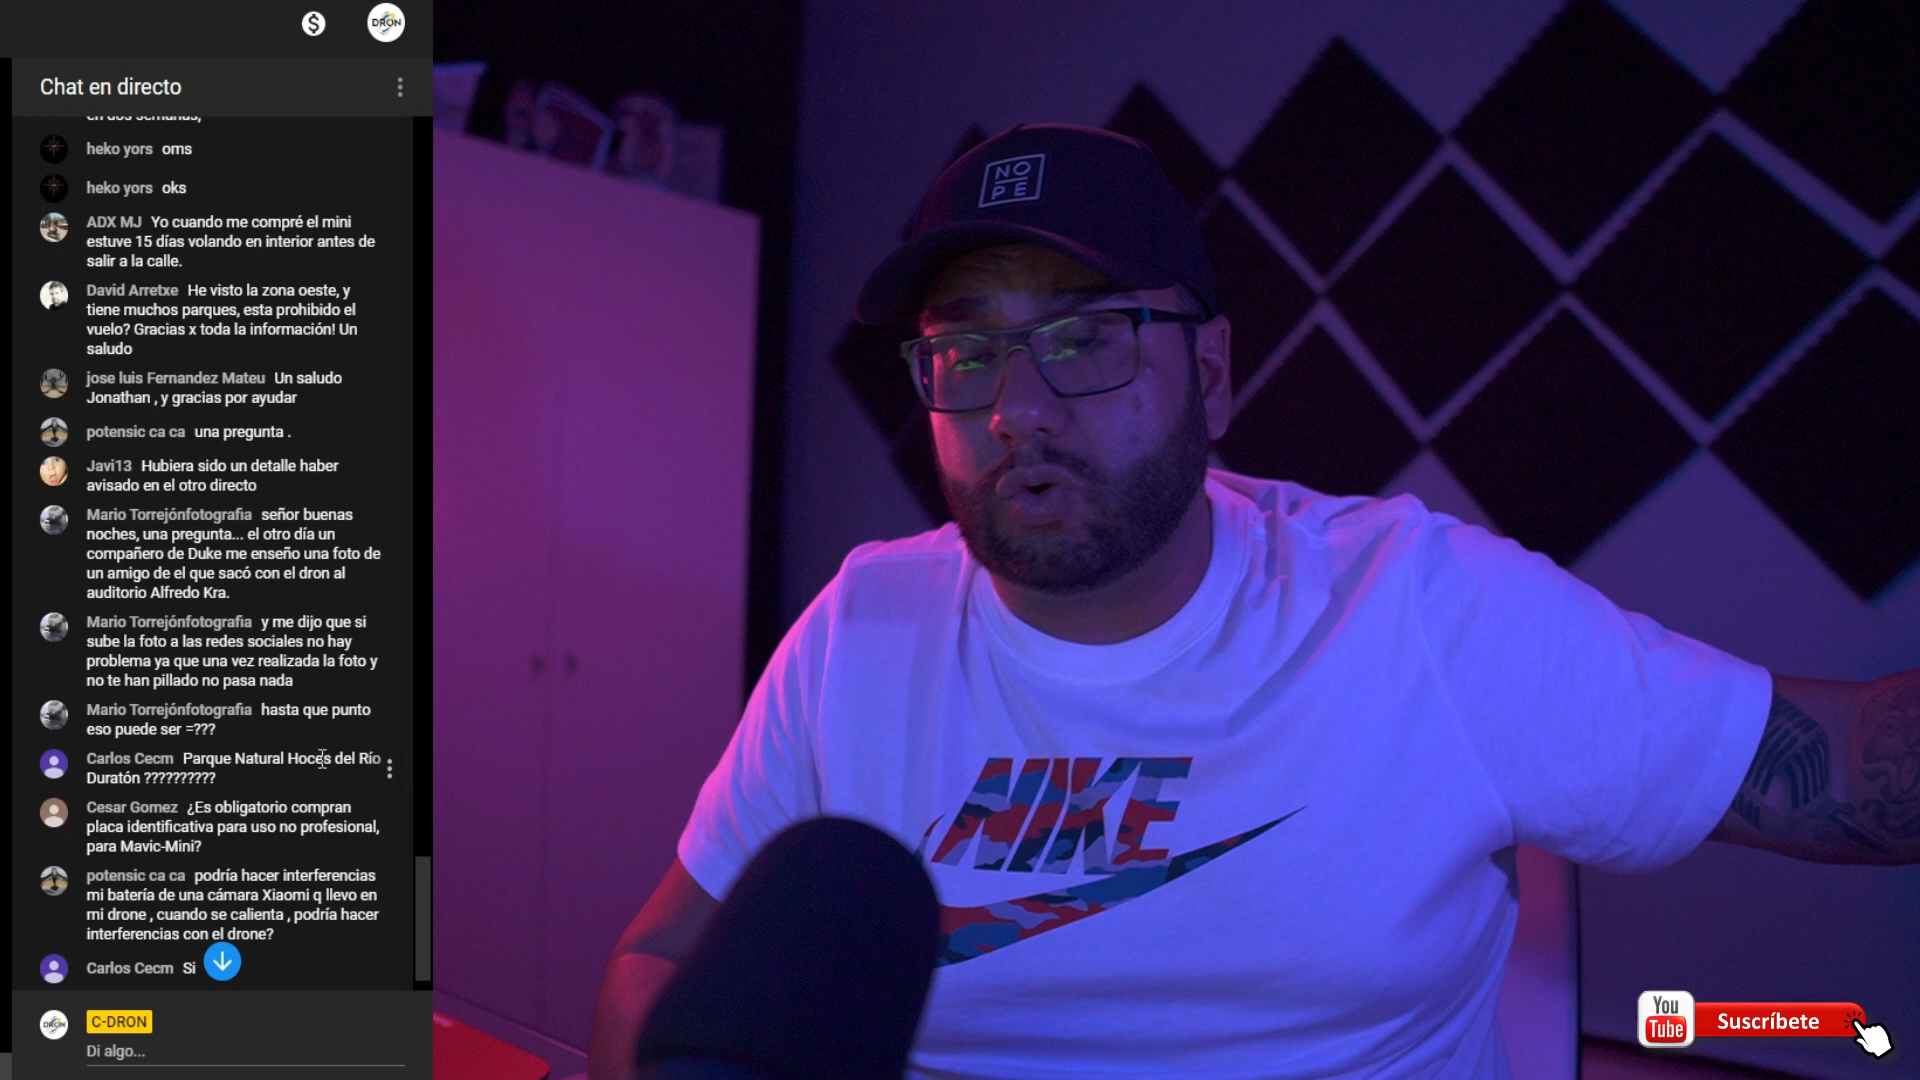 DRON
Chat en directo
en dos semanas,
heko yors oms
heko yors oks
ADX MJ Yo cuando me compré el mini
estuve 15 días volando en interior antes de
salir a la calle.
David Arretxe He visto la zona oeste, y
tiene muchos parques, esta prohibido el
vuelo? Gracias x toda la información! Un
saludo
jose luis Fernandez Mateu Un saludo
Jonathan , y gracias por ayudar
potensic ca ca una pregunta .
Javi13 Hubiera sido un detalle haber
avisado en el otro directo
Mario Torrejónfotografia señor buenas
noches, una pregunta... el otro día un
compañero de Duke me enseño una foto de
un amigo de el que sacó con el dron al
auditorio Alfredo Kra.
Mario Torrejónfotografia y me dijo que si
sube la foto a las redes sociales no hay
problema ya que una vez realizada la foto y
no te han pillado no pasa nada
Mario Torrejónfotografia hasta que punto
eso puede ser =???
Carlos Cecm Parque Natural Hoces del Río
Duratón ??????????
Cesar Gomez ¿Es obligatorio compran
placa identificativa para uso no profesional,
para Mavic-Mini?
potensic ca ca podría hacer interferencias
mi batería de una cámara Xiaomi q llevo en
mi drone , cuando se calienta , podría hacer
interferencias con el drone?
Carlos Cecm Si
DRON
C-DRON
Di algo...
NO
PE
NIKE
You
Tube
Suscríbete